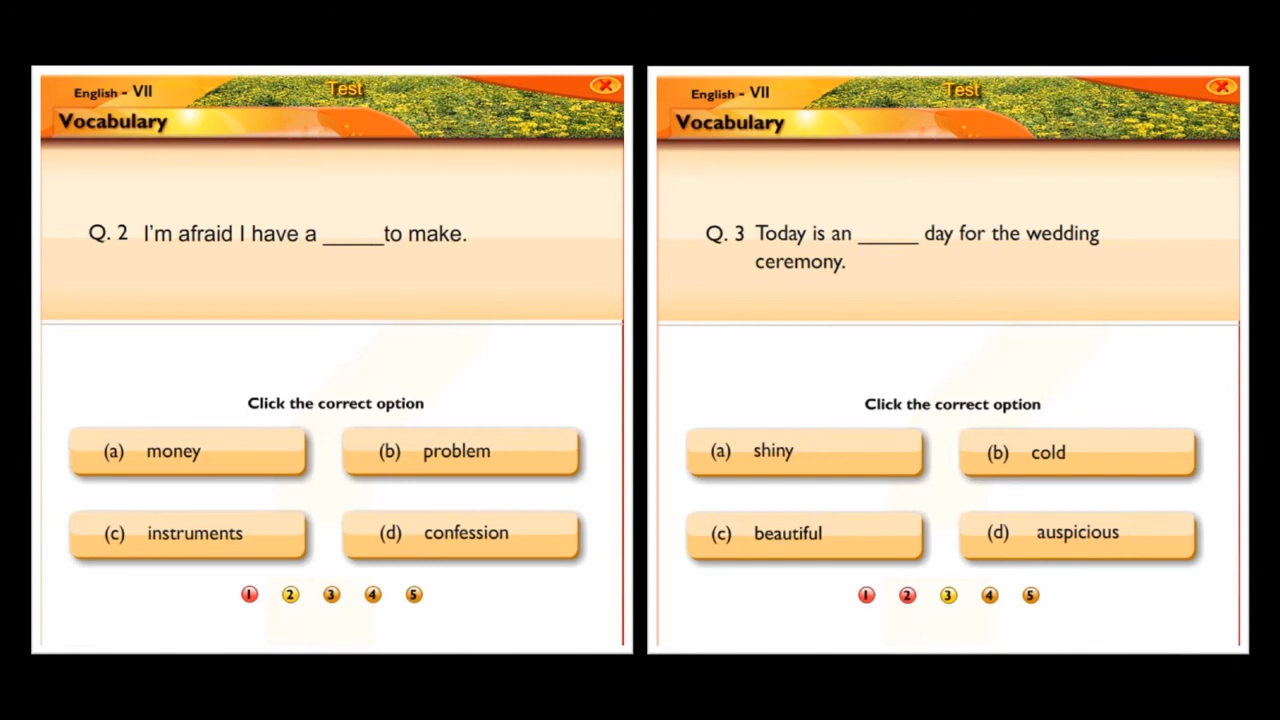 English - VII
Test
Vocabulary
Q. 2 I'm afraid I have a _____to make.
Click the correct option
(a) money
(b) problem
(c) instruments
(d) confession
1 2 3 4 5
English - VII
Test
Vocabulary
Q. 3 Today is an _____ day for the wedding
ceremony.
Click the correct option
(a) shiny
(b) cold
(c) beautiful
(d) auspicious
1 2 3 4 5